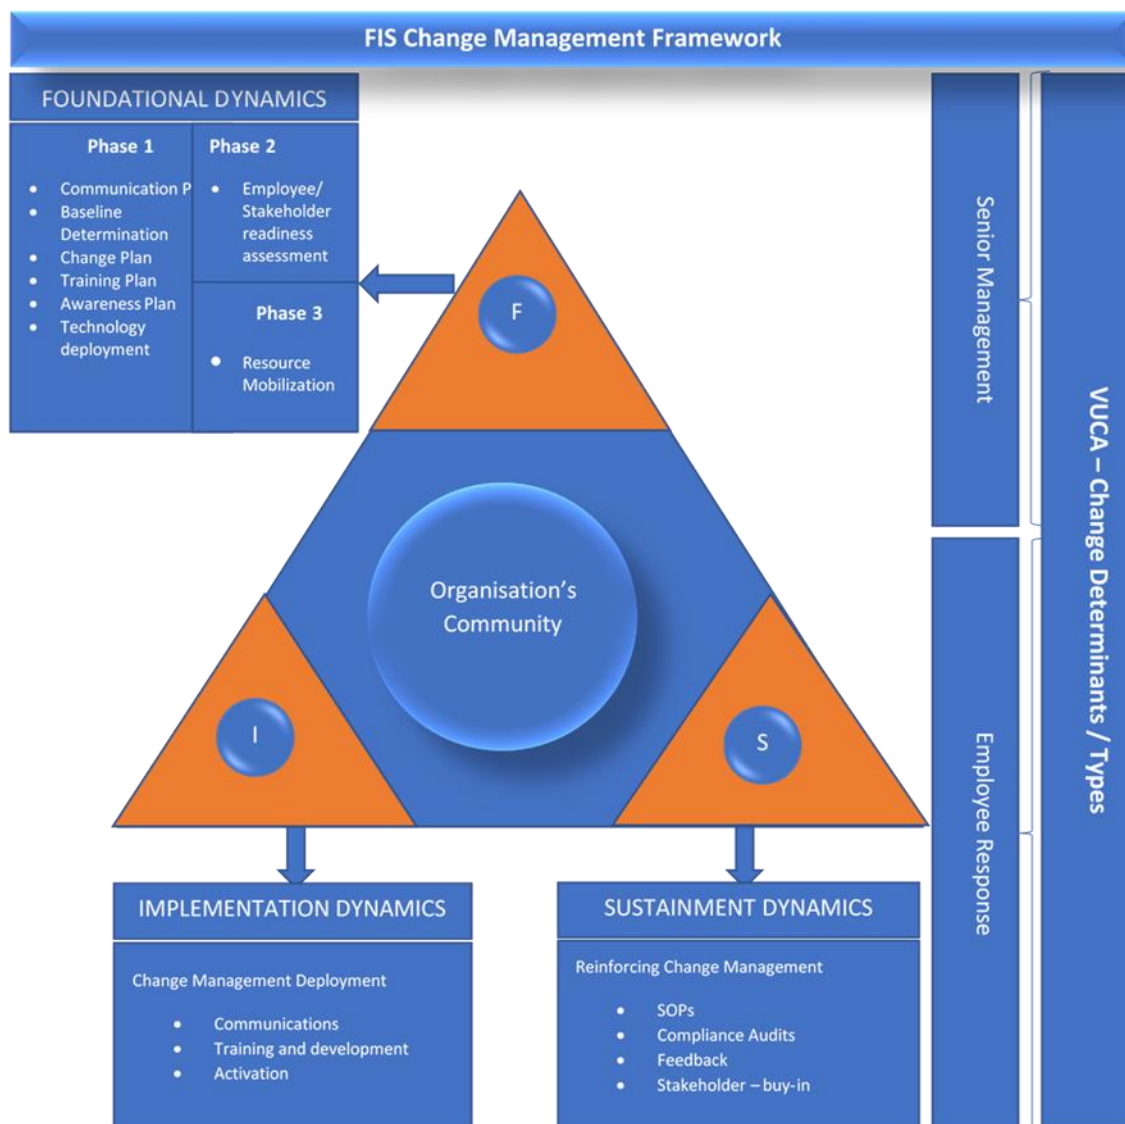 FIS Change Management Framework
FOUNDATIONAL DYNAMICS
Phase 1
• Communication P
• Baseline
Determination
• Change Plan
• Training Plan
• Awareness Plan
• Technology
deployment
Phase 2
• Employee/
Stakeholder
readiness
assessment
Phase 3
• Resource
Mobilization
F
Organisation’s
Community
I
S
IMPLEMENTATION DYNAMICS
Change Management Deployment
• Communications
• Training and development
• Activation
SUSTAINMENT DYNAMICS
Reinforcing Change Management
• SOPs
• Compliance Audits
• Feedback
• Stakeholder – buy-in
Senior Management
Employee Response
VUCA – Change Determinants / Types